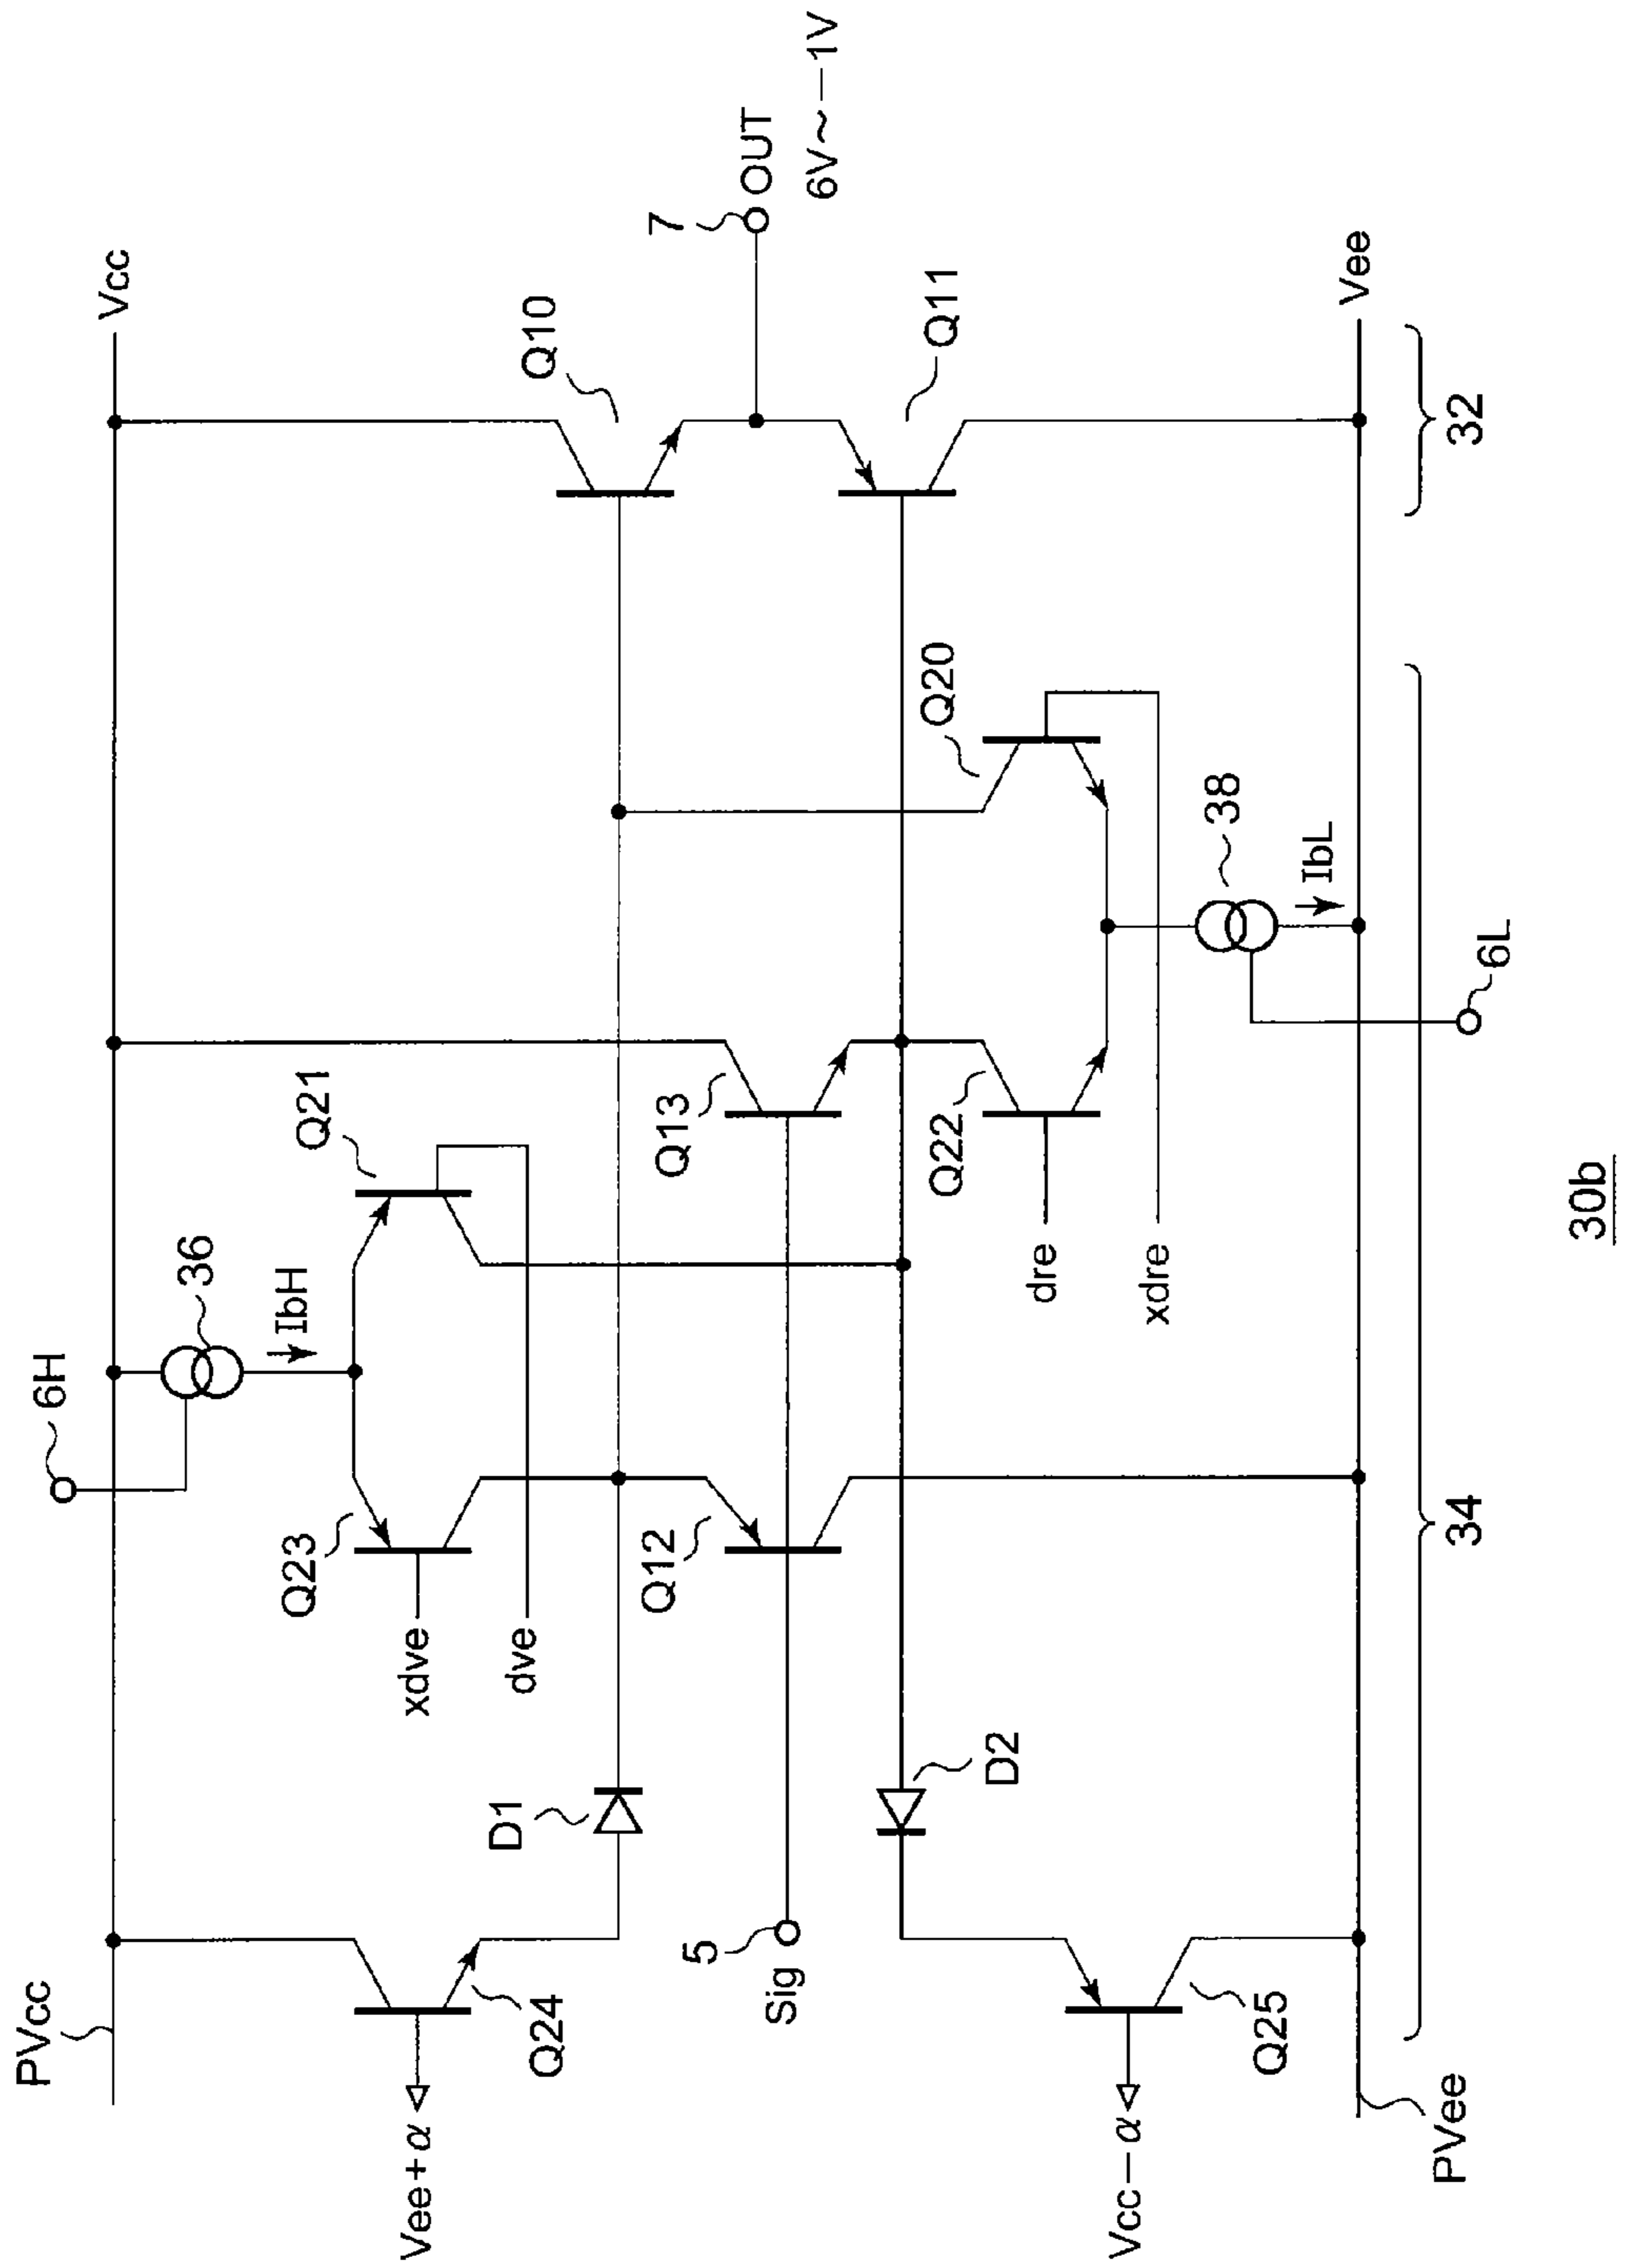 PVcc
6H
Vcc
36
IbH
Q23
Q21
Vee+α
xdve
dve
D1
Q24
Q10
Q12
Q13
7
5
OUT
Sig
6V~−1V
Q22
Q20
Q11
D2
dre
Vcc−α
xdre
38
Q25
IbL
Vee
PVee
34
32
6L
30b